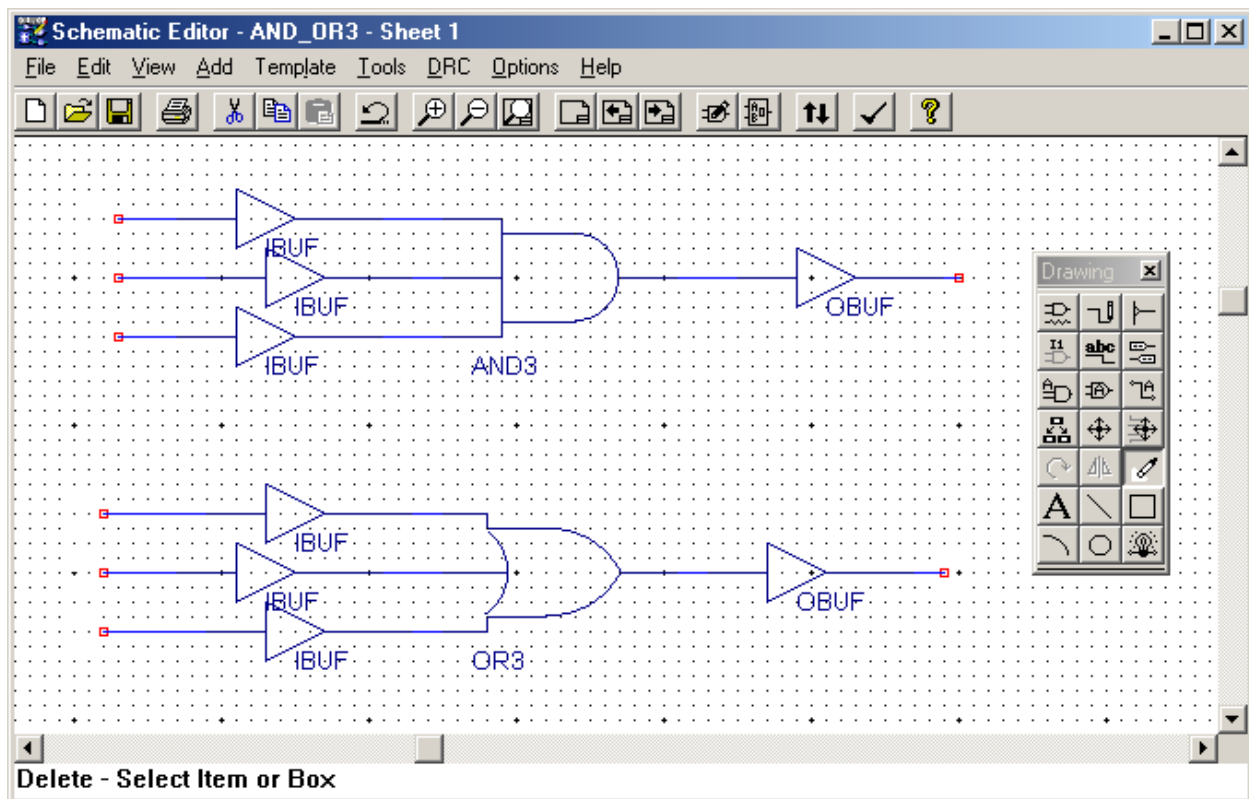 Schematic Editor - AND_OR3 - Sheet 1
File Edit View Add Template Tools DRC Options Help
IBUF
IBUF
OBUF
IBUF
AND3
Drawing
I1
abc
A
A
A
A
IBUF
IBUF
OBUF
IBUF
OR3
Delete - Select Item or Box